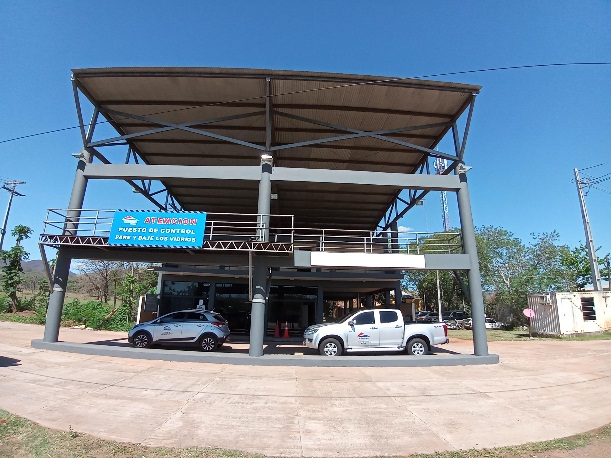 ATENCION!
PUESTO DE CONTROL
PARE Y BAJE LOS VIDRIOS